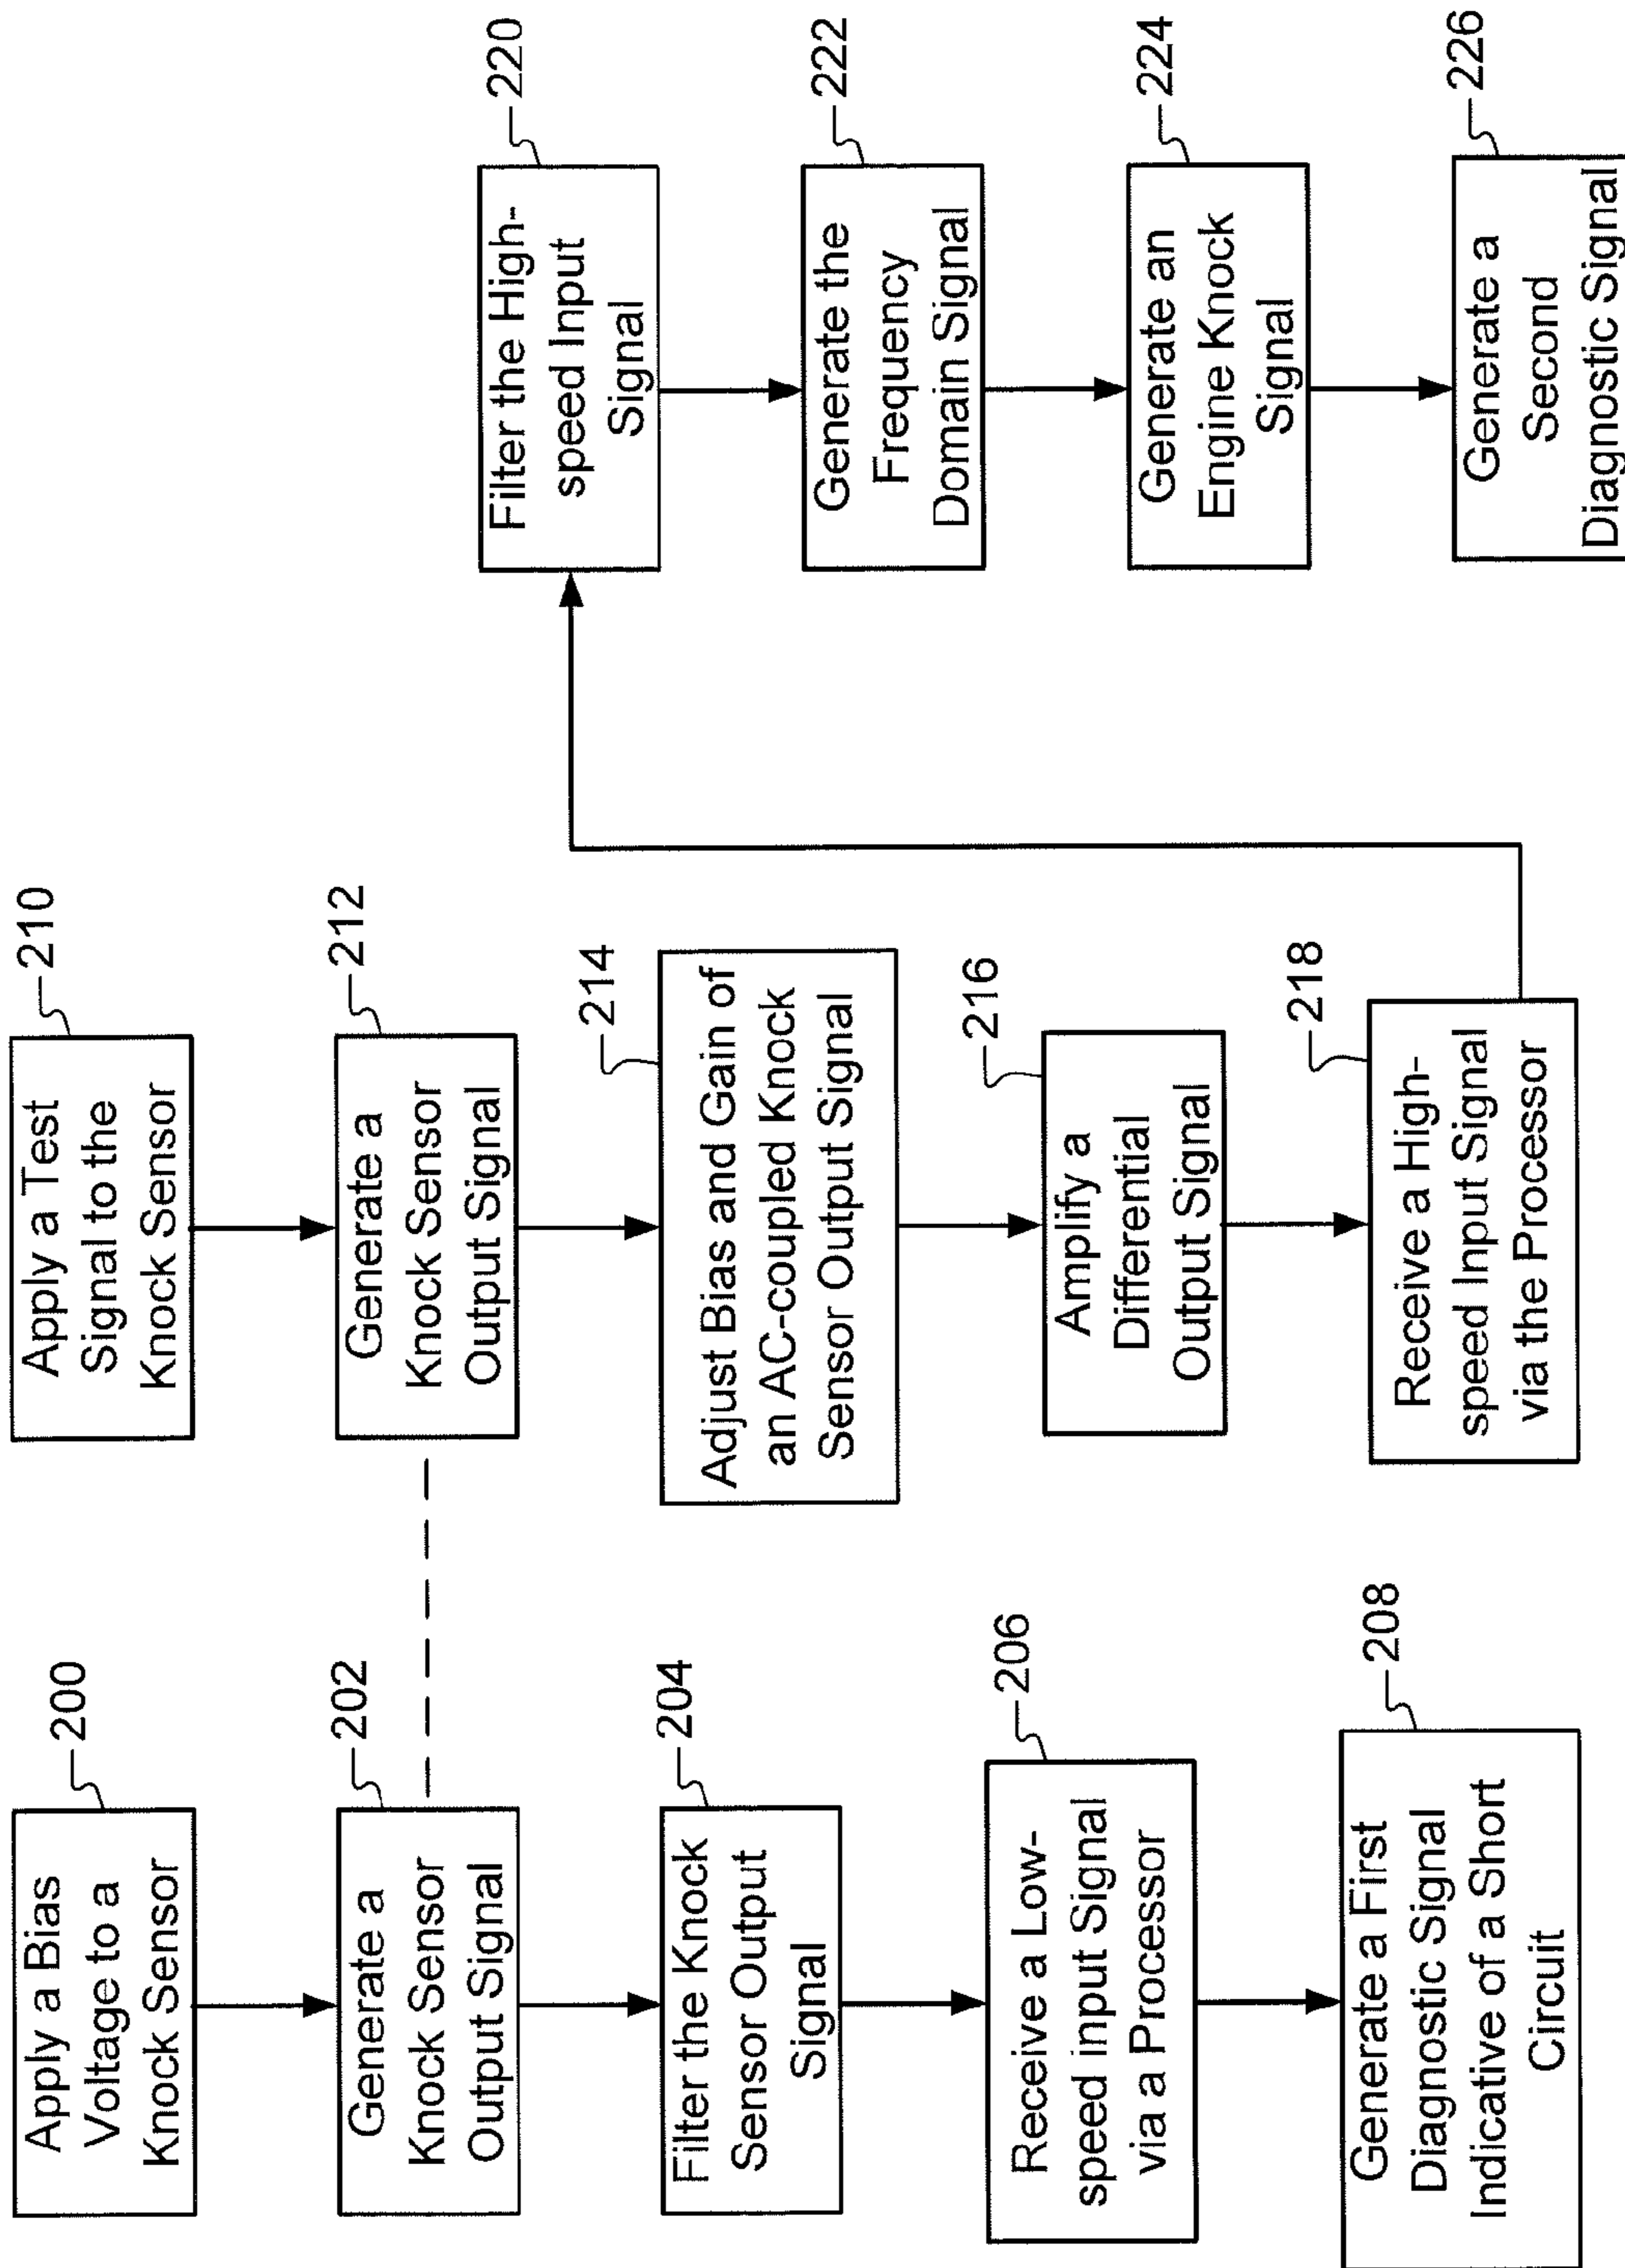 Apply a Bias
Voltage to a
Knock Sensor
200
Generate a
Knock Sensor
Output Signal
202
Filter the Knock
Sensor Output
Signal
204
Receive a Low-
speed input Signal
via a Processor
206
Generate a First
Diagnostic Signal
Indicative of a Short
Circuit
208
Apply a Test
Signal to the
Knock Sensor
210
Generate a
Knock Sensor
Output Signal
212
Adjust Bias and Gain of
an AC-coupled Knock
Sensor Output Signal
214
Amplify a
Differential
Output Signal
216
Receive a High-
speed Input Signal
via the Processor
218
Filter the High-
speed Input
Signal
220
Generate the
Frequency
Domain Signal
222
Generate an
Engine Knock
Signal
224
Generate a
Second
Diagnostic Signal
226